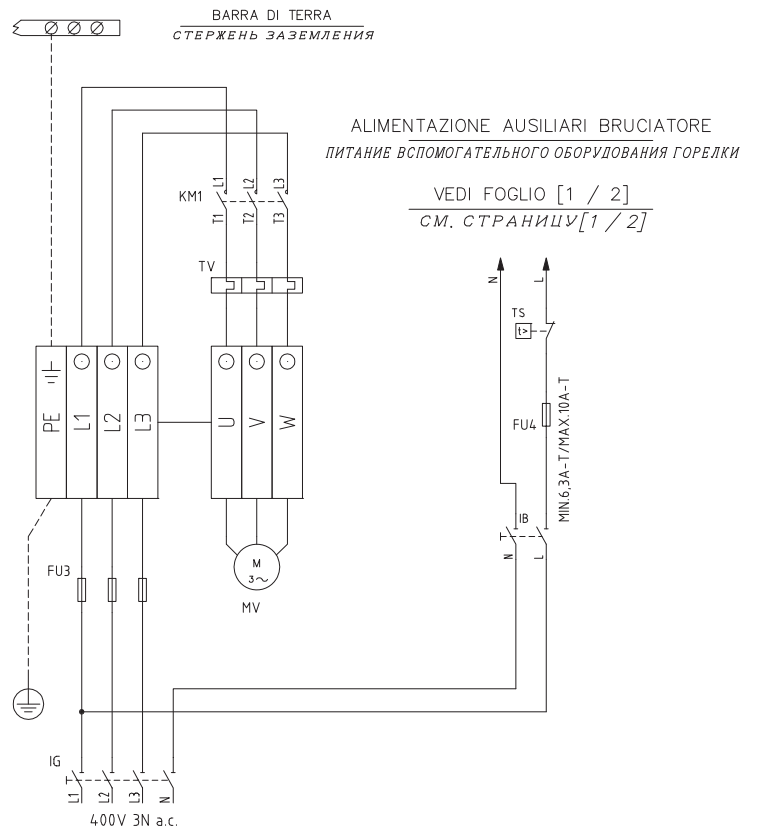 BARRA DI TERRA
СТЕРЖЕНЬ ЗАЗЕМЛЕНИЯ
ALIMENTAZIONE AUSILIARI BRUCIATORE
ПИТАНИЕ ВСПОМОГАТЕЛЬНОГО ОБОРУДОВАНИЯ ГОРЕЛКИ
VEDI FOGLIO [1 / 2]
СМ. СТРАНИЦУ[1 / 2]
L1 L2 L3
KM1
T1 T2 T3
TV
N L
TS
t>
PE L1 L2 L3 U V W
FU4
MIN.6,3A-T/MAX.10A-T
IB
N L
M
3~
MV
FU3
IG
L1 L2 L3 N
400V 3N a.c.